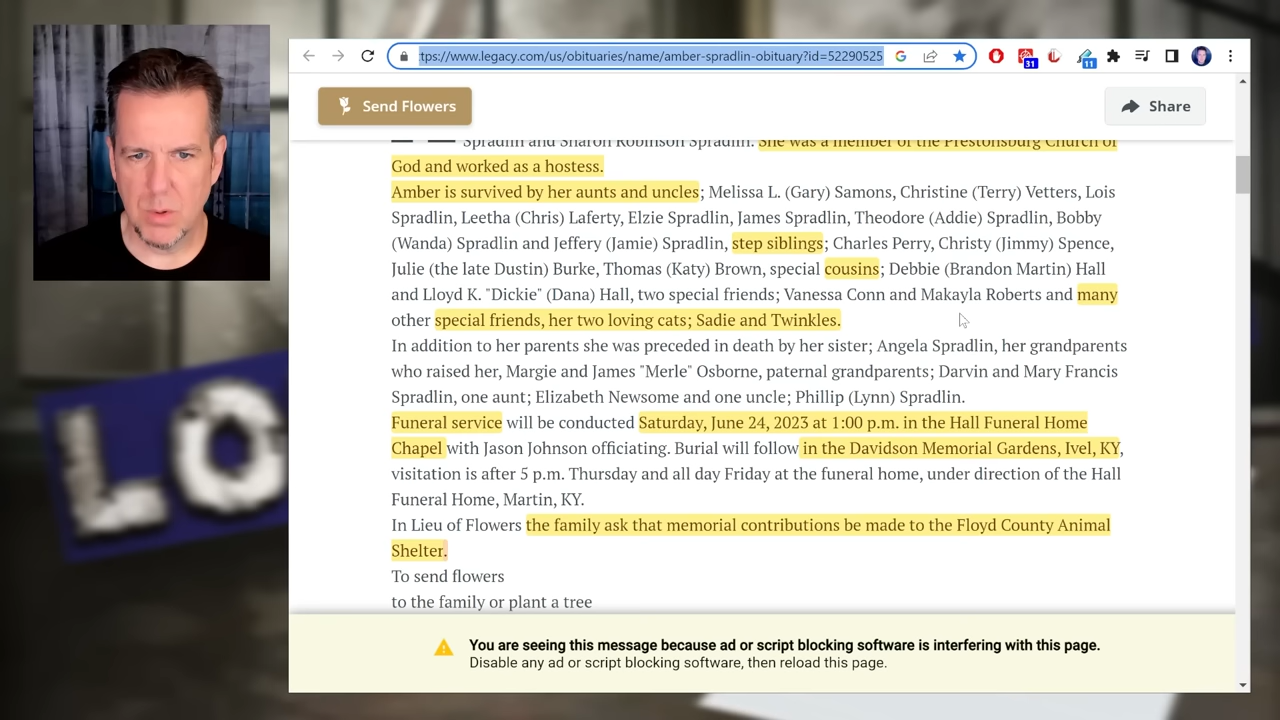 tps://www.legacy.com/us/obituaries/name/amber-spradlin-obituary?id=52290525
31
11
Send Flowers
Share
Spradlin and Sharon Robinson Spradlin. She was a member of the Prestonsburg Church of
God and worked as a hostess.
Amber is survived by her aunts and uncles; Melissa L. (Gary) Samons, Christine (Terry) Vetters, Lois
Spradlin, Leetha (Chris) Laferty, Elzie Spradlin, James Spradlin, Theodore (Addie) Spradlin, Bobby
(Wanda) Spradlin and Jeffery (Jamie) Spradlin, step siblings; Charles Perry, Christy (Jimmy) Spence,
Julie (the late Dustin) Burke, Thomas (Katy) Brown, special cousins; Debbie (Brandon Martin) Hall
and Lloyd K. "Dickie" (Dana) Hall, two special friends; Vanessa Conn and Makayla Roberts and many
other special friends, her two loving cats; Sadie and Twinkles.
In addition to her parents she was preceded in death by her sister; Angela Spradlin, her grandparents
who raised her, Margie and James "Merle" Osborne, paternal grandparents; Darvin and Mary Francis
Spradlin, one aunt; Elizabeth Newsome and one uncle; Phillip (Lynn) Spradlin.
Funeral service will be conducted Saturday, June 24, 2023 at 1:00 p.m. in the Hall Funeral Home
Chapel with Jason Johnson officiating. Burial will follow in the Davidson Memorial Gardens, Ivel, KY,
visitation is after 5 p.m. Thursday and all day Friday at the funeral home, under direction of the Hall
Funeral Home, Martin, KY.
In Lieu of Flowers the family ask that memorial contributions be made to the Floyd County Animal
Shelter.
To send flowers
to the family or plant a tree
You are seeing this message because ad or script blocking software is interfering with this page.
Disable any ad or script blocking software, then reload this page.
LO